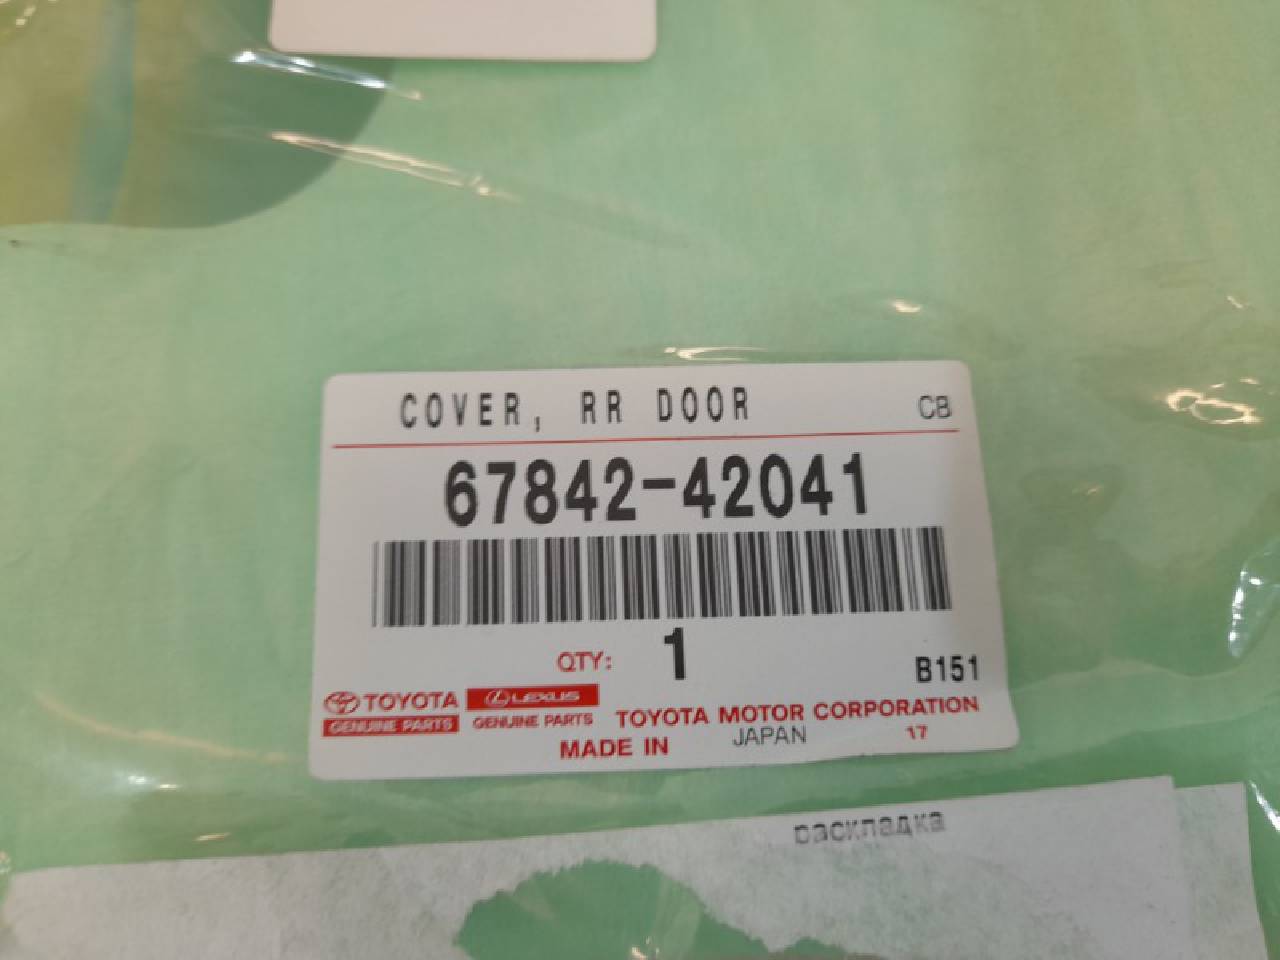 COVER, RR DOOR CB
67842-42041
QTY: 1
B151
TOYOTA LEXUS
GENUINE PARTS GENUINE PARTS TOYOTA MOTOR CORPORATION
MADE IN JAPAN 17
раскладка